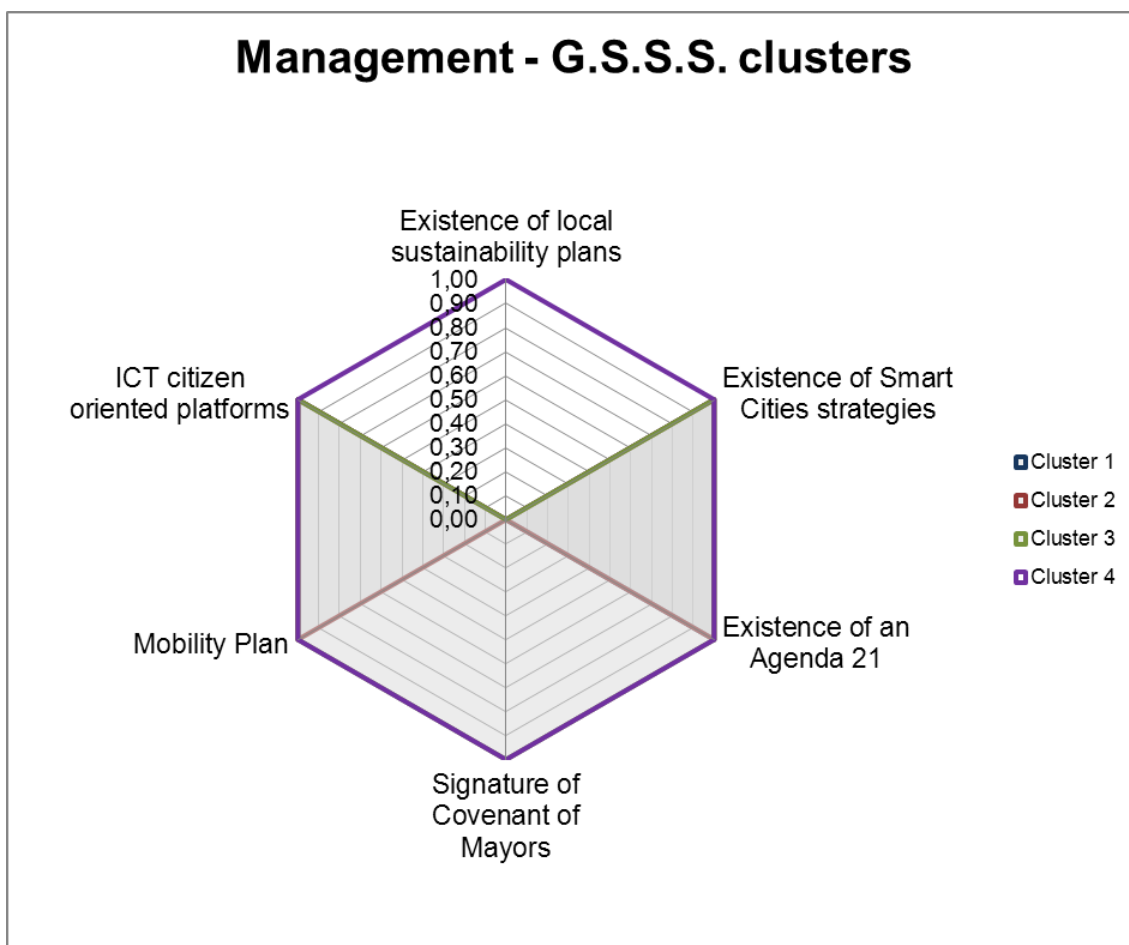 Management - G.S.S.S. clusters
Existence of local
sustainability plans
1,00
0,90
0,80
0,70
0,60
0,50
0,40
0,30
0,20
0,10
0,00
ICT citizen
oriented platforms
Existence of Smart
Cities strategies
Mobility Plan
Existence of an
Agenda 21
Signature of
Covenant of
Mayors
Cluster 1
Cluster 2
Cluster 3
Cluster 4